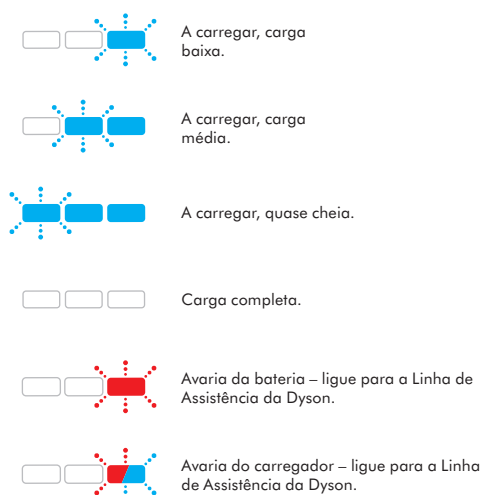 A carregar, carga
baixa.
A carregar, carga
média.
A carregar, quase cheia.
Carga completa.
Avaria da bateria – ligue para a Linha de
Assistência da Dyson.
Avaria do carregador – ligue para a Linha
de Assistência da Dyson.